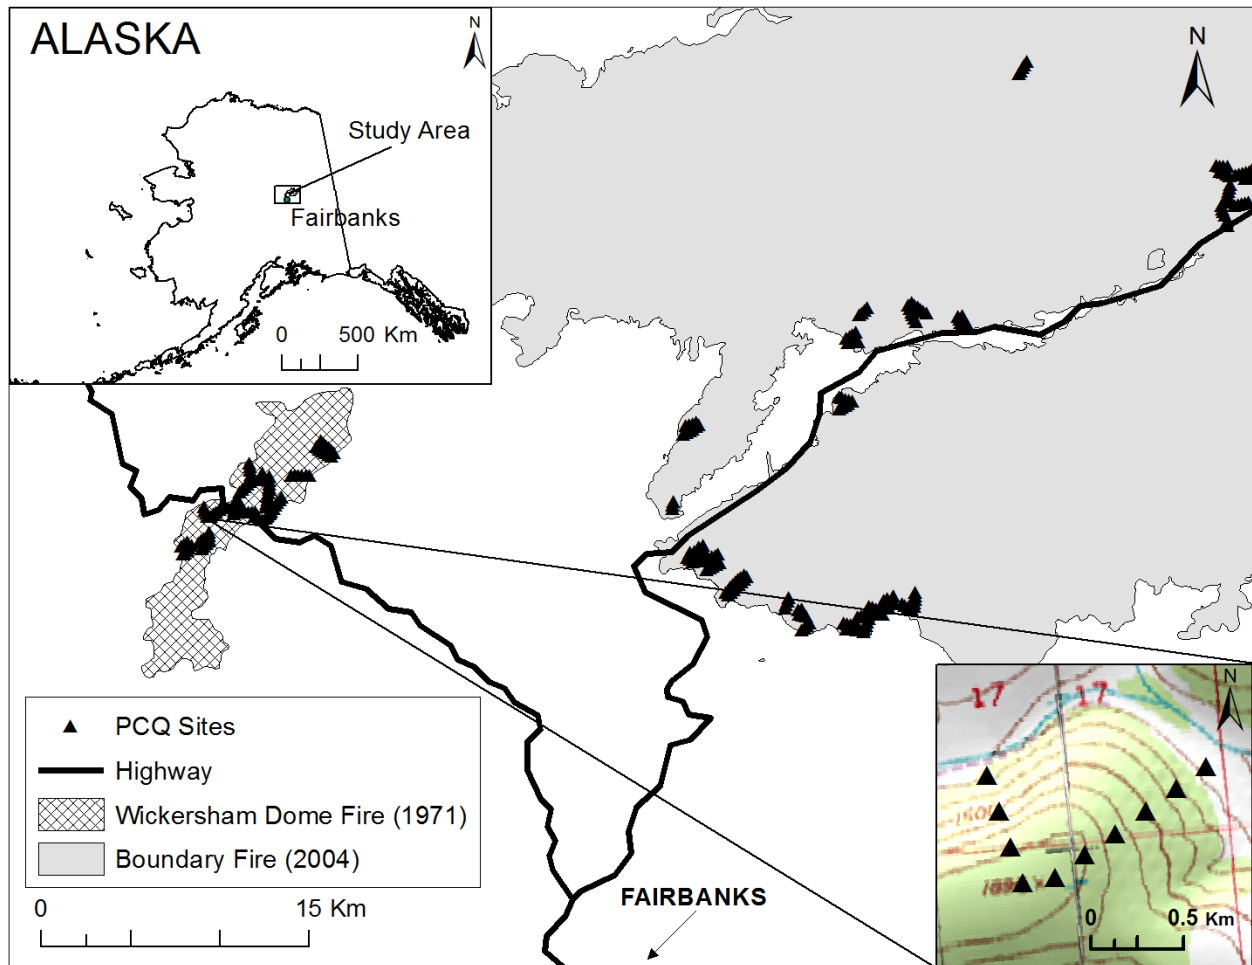 ALASKA
N
Study Area
Fairbanks
0 500 Km
N
PCQ Sites
Highway
Wickersham Dome Fire (1971)
Boundary Fire (2004)
0 15 Km
FAIRBANKS
N
17 17
0 0.5 Km